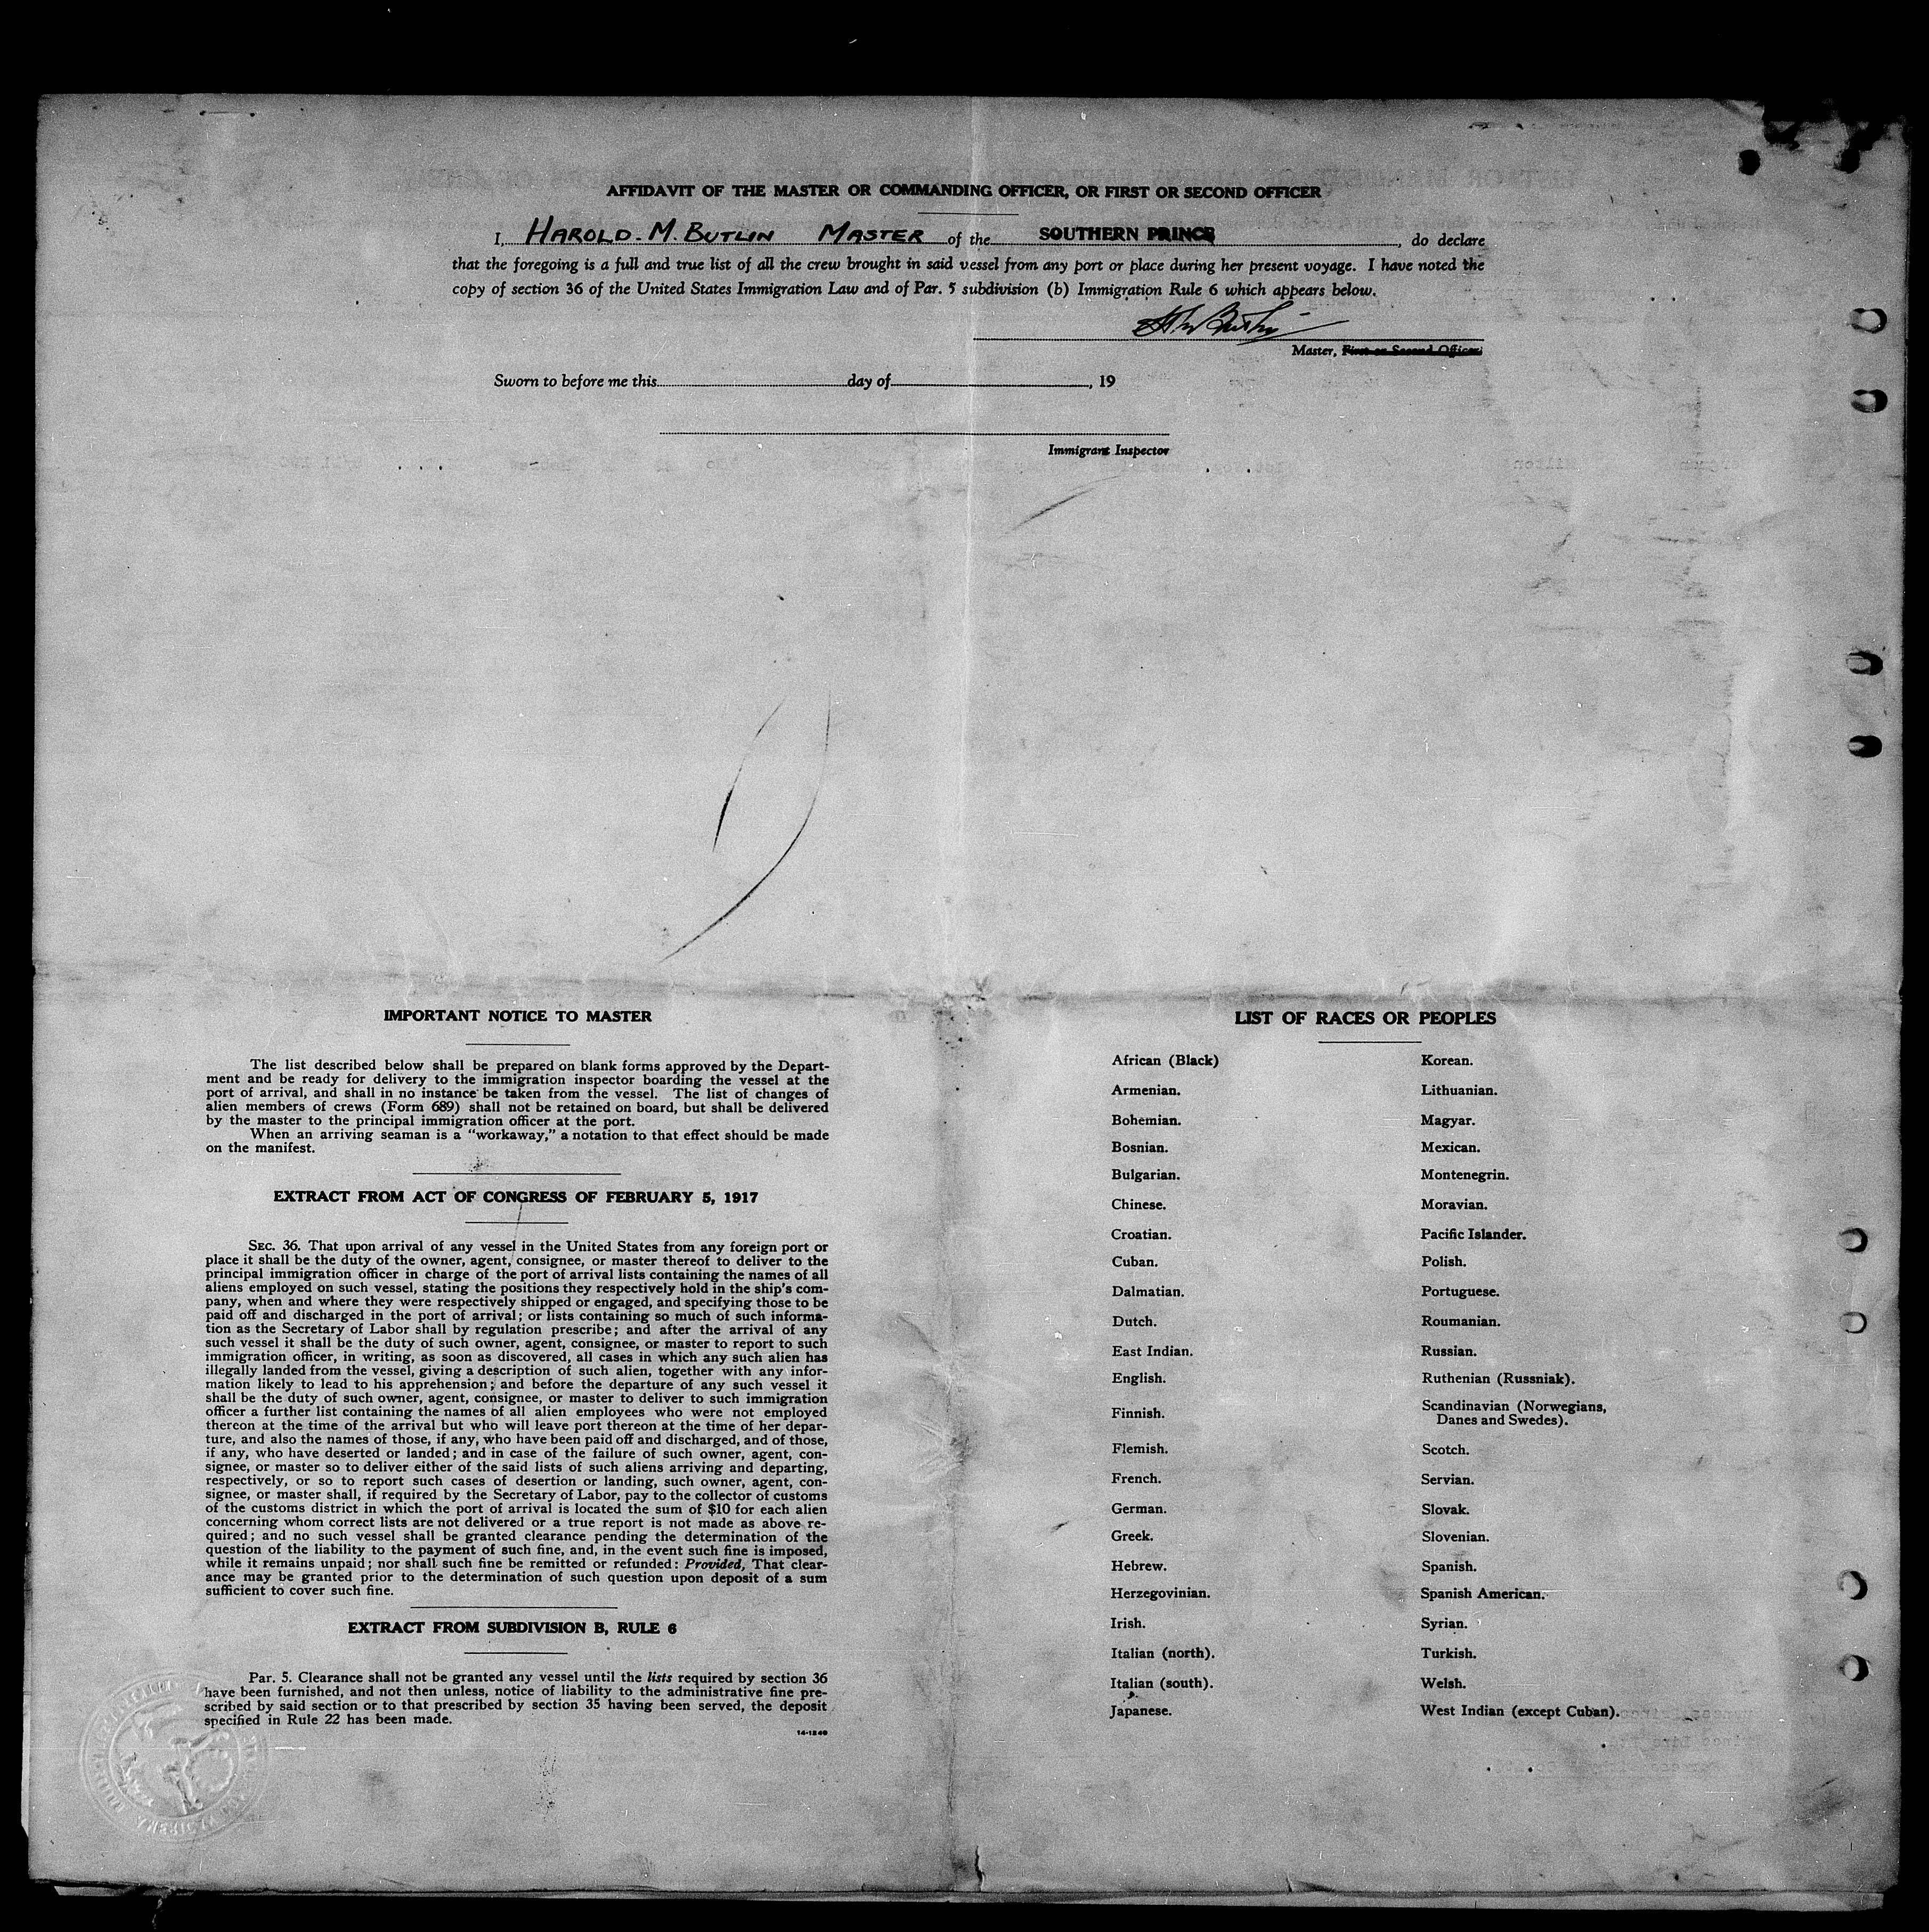 AFFIDAVIT OF THE MASTER OR COMMANDING OFFICER, OR FIRST OR SECOND OFFICER
I, HAROLD. M. BUTLIN MASTER of the SOUTHERN PRINCE, do declare
that the foregoing is a full and true list of all the crew brought in said vessel from any port or place during her present voyage. I have noted the
copy of section 36 of the United States Immigration Law and of Par. 5 subdivision (b) Immigration Rule 6 which appears below.
Master, First or Second Officer.
Sworn to before me this day of , 19
Immigrant Inspector
IMPORTANT NOTICE TO MASTER
The list described below shall be prepared on blank forms approved by the Depart-
ment and be ready for delivery to the immigration inspector boarding the vessel at the
port of arrival, and shall in no instance be taken from the vessel. The list of changes of
alien members of crews (Form 689) shall not be retained on board, but shall be delivered
by the master to the principal immigration officer at the port.
When an arriving seaman is a "workaway," a notation to that effect should be made
on the manifest.
EXTRACT FROM ACT OF CONGRESS OF FEBRUARY 5, 1917
SEC. 36. That upon arrival of any vessel in the United States from any foreign port or
place it shall be the duty of the owner, agent, consignee, or master thereof to deliver to the
principal immigration officer in charge of the port of arrival lists containing the names of all
aliens employed on such vessel, stating the positions they respectively hold in the ship's com-
pany, when and where they were respectively shipped or engaged, and specifying those to be
paid off and discharged in the port of arrival; or lists containing so much of such informa-
tion as the Secretary of Labor shall by regulation prescribe; and after the arrival of any
such vessel it shall be the duty of such owner, agent, consignee, or master to report to such
immigration officer, in writing, as soon as discovered, all cases in which any such alien has
illegally landed from the vessel, giving a description of such alien, together with any infor-
mation likely to lead to his apprehension; and before the departure of any such vessel it
shall be the duty of such owner, agent, consignee, or master to deliver to such immigration
officer a further list containing the names of all alien employees who were not employed
thereon at the time of the arrival but who will leave port thereon at the time of her depar-
ture, and also the names of those, if any, who have been paid off and discharged, and of those,
if any, who have deserted or landed; and in case of the failure of such owner, agent, con-
signee, or master so to deliver either of the said lists of such aliens arriving and departing,
respectively, or so to report such cases of desertion or landing, such owner, agent, con-
signee, or master shall, if required by the Secretary of Labor, pay to the collector of customs
of the customs district in which the port of arrival is located the sum of $10 for each alien
concerning whom correct lists are not delivered or a true report is not made as above re-
quired; and no such vessel shall be granted clearance pending the determination of the
question of the liability to the payment of such fine, and, in the event such fine is imposed,
while it remains unpaid; nor shall such fine be remitted or refunded: Provided, That clear-
ance may be granted prior to the determination of such question upon deposit of a sum
sufficient to cover such fine.
EXTRACT FROM SUBDIVISION B, RULE 6
Par. 5. Clearance shall not be granted any vessel until the lists required by section 36
have been furnished, and not then unless, notice of liability to the administrative fine pre-
scribed by said section or to that prescribed by section 35 having been served, the deposit
specified in Rule 22 has been made.
14-1240
LIST OF RACES OR PEOPLES
African (Black)
Armenian.
Bohemian.
Bosnian.
Bulgarian.
Chinese.
Croatian.
Cuban.
Dalmatian.
Dutch.
East Indian.
English.
Finnish.
Flemish.
French.
German.
Greek.
Hebrew.
Herzegovinian.
Irish.
Italian (north).
Italian (south).
Japanese.
Korean.
Lithuanian.
Magyar.
Mexican.
Montenegrin.
Moravian.
Pacific Islander.
Polish.
Portuguese.
Roumanian.
Russian.
Ruthenian (Russniak).
Scandinavian (Norwegians,
Danes and Swedes).
Scotch.
Servian.
Slovak.
Slovenian.
Spanish.
Spanish American.
Syrian.
Turkish.
Welsh.
West Indian (except Cuban).